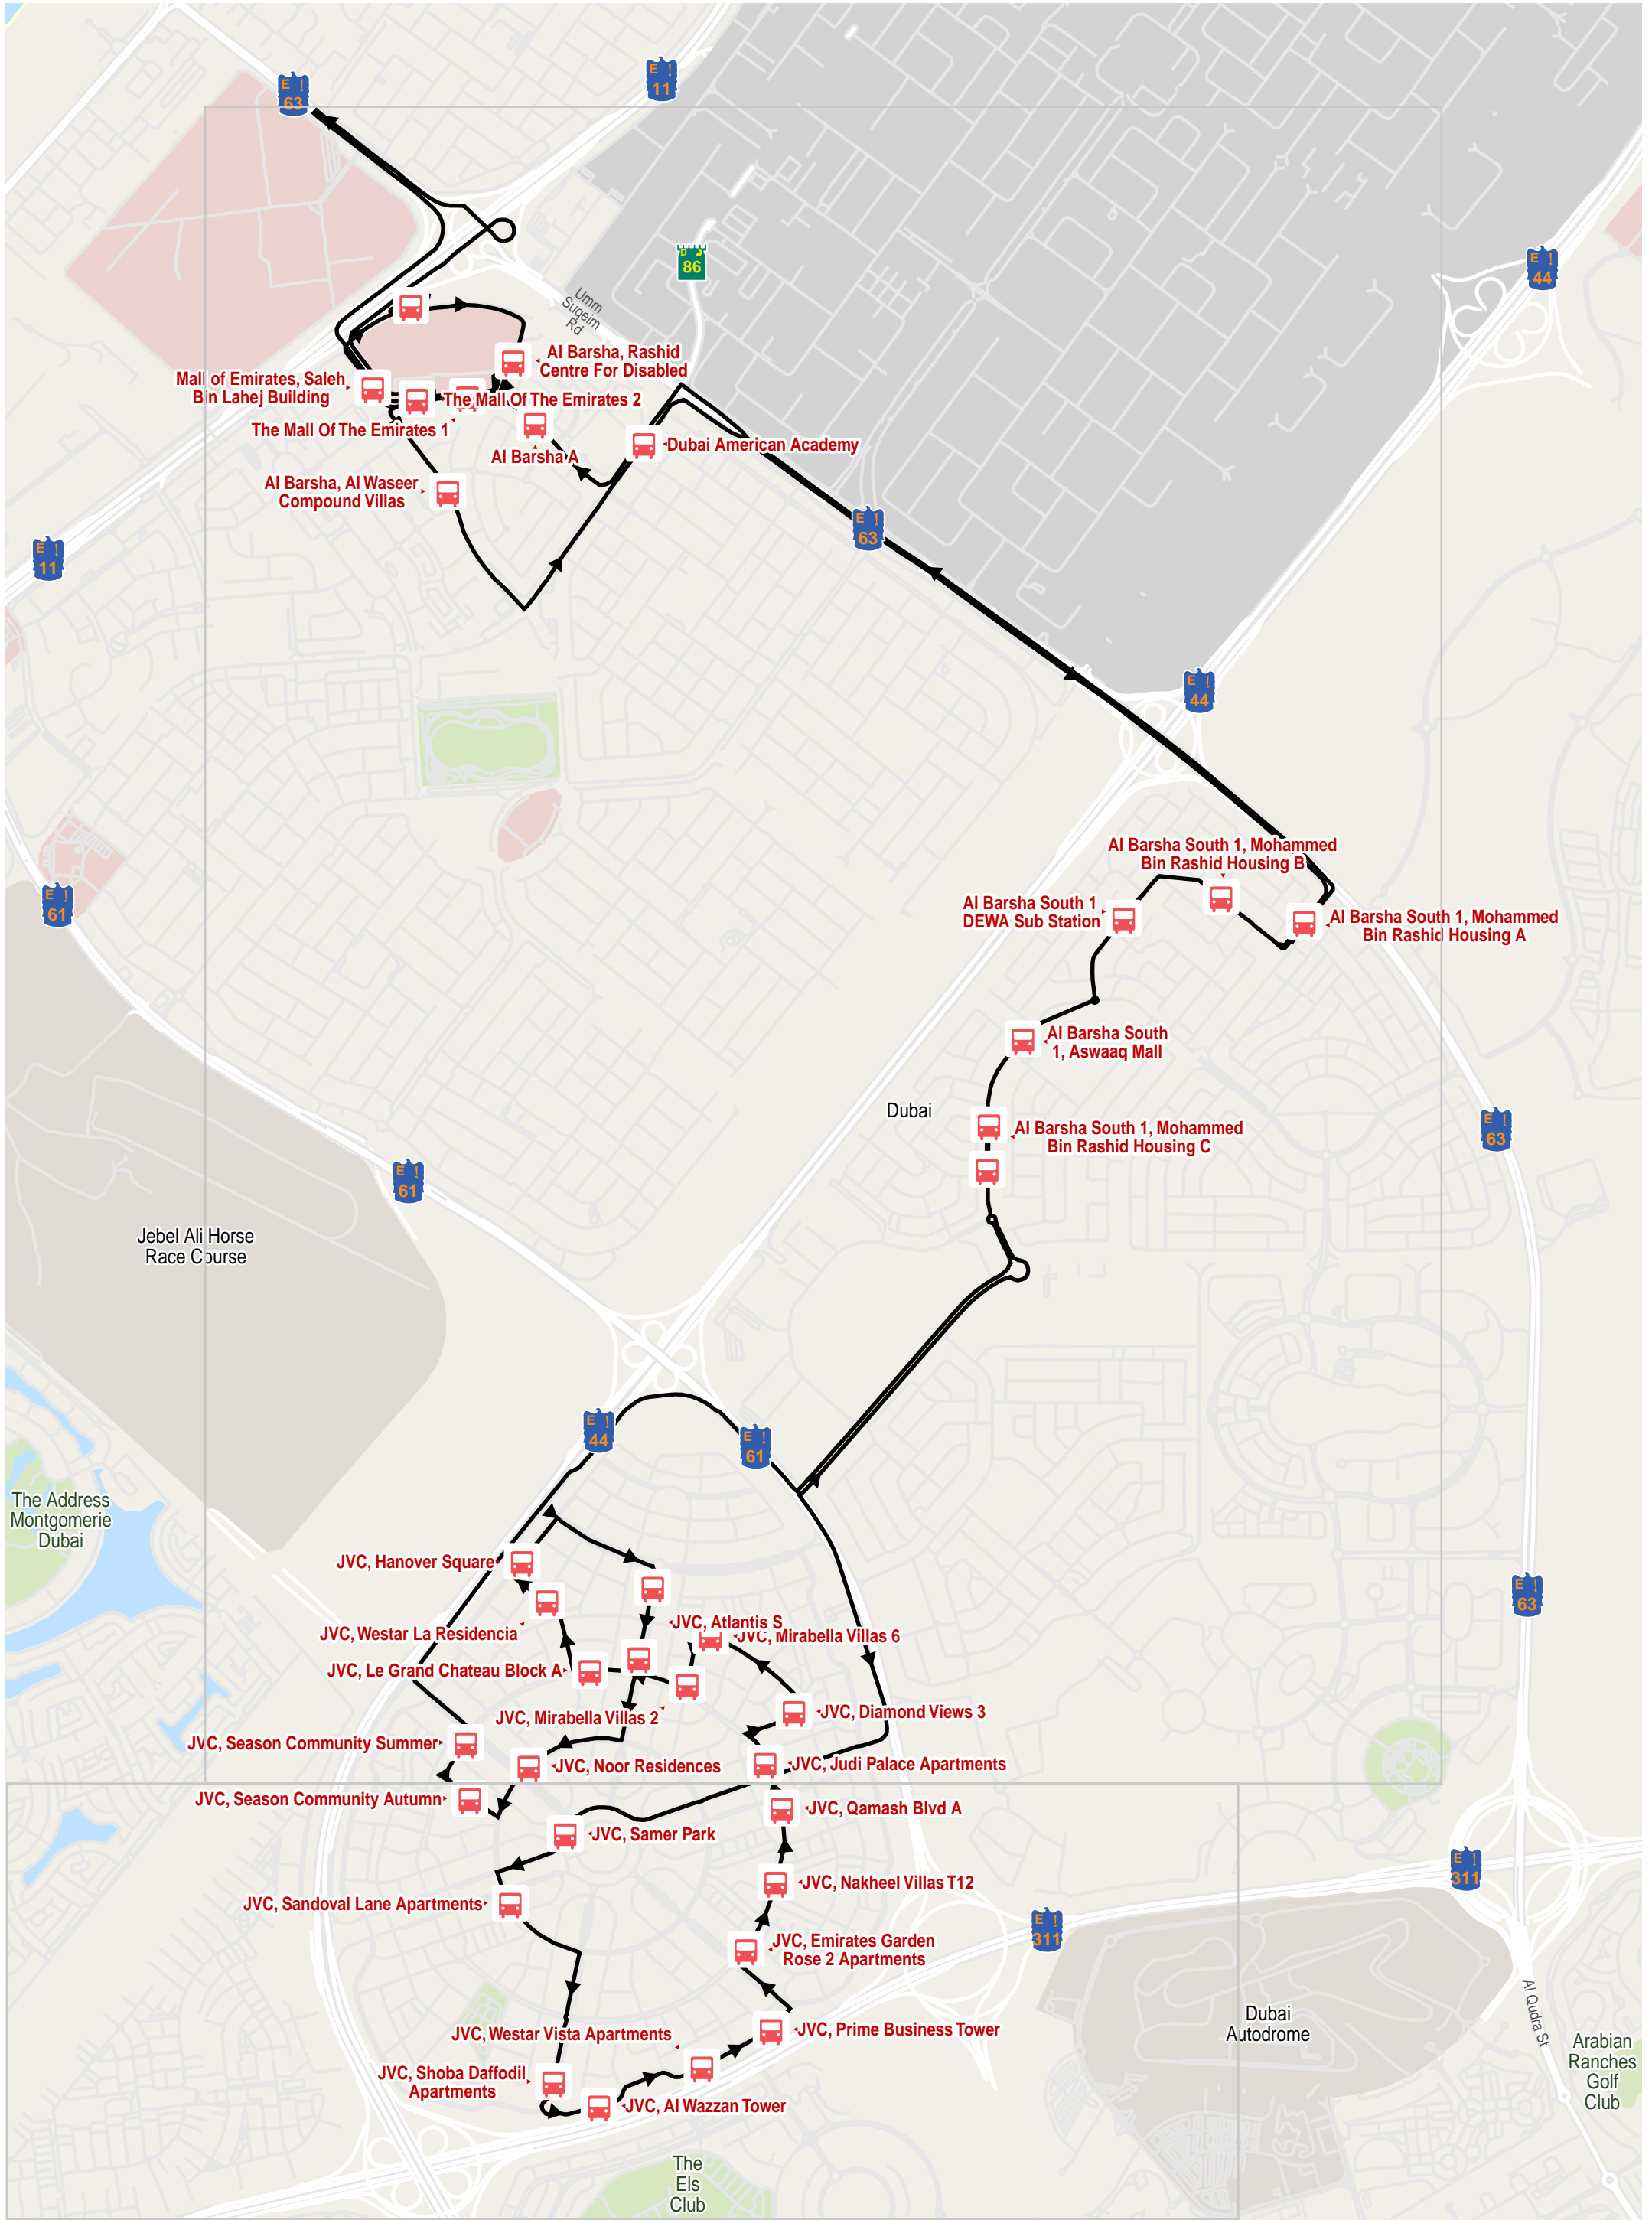 E
63
E
11
E
44
D
86
Umm
Suqeim
Rd
Al Barsha, Rashid
Centre For Disabled
Mall of Emirates, Saleh
Bin Lahej Building
The Mall Of The Emirates 2
The Mall Of The Emirates 1
Al Barsha A
Dubai American Academy
Al Barsha, Al Waseer
Compound Villas
E
63
E
11
E
44
Al Barsha South 1, Mohammed
Bin Rashid Housing B
E
61
Al Barsha South 1
DEWA Sub Station
Al Barsha South 1, Mohammed
Bin Rashid Housing A
Al Barsha South
1, Aswaaq Mall
Dubai
Al Barsha South 1, Mohammed
Bin Rashid Housing C
E
63
E
61
Jebel Ali Horse
Race Course
E
44
E
61
The Address
Montgomerie
Dubai
JVC, Hanover Square
E
63
JVC, Atlantis S
JVC, Westar La Residencia
JVC, Mirabella Villas 6
JVC, Le Grand Chateau Block A
JVC, Mirabella Villas 2
JVC, Diamond Views 3
JVC, Season Community Summer
JVC, Noor Residences
JVC, Judi Palace Apartments
JVC, Season Community Autumn
JVC, Qamash Blvd A
JVC, Samer Park
E
311
JVC, Nakheel Villas T12
JVC, Sandoval Lane Apartments
E
311
JVC, Emirates Garden
Rose 2 Apartments
Al Qudra St
Dubai
Autodrome
JVC, Westar Vista Apartments
JVC, Prime Business Tower
Arabian
Ranches
Golf
Club
JVC, Shoba Daffodil
Apartments
JVC, Al Wazzan Tower
The
Els
Club